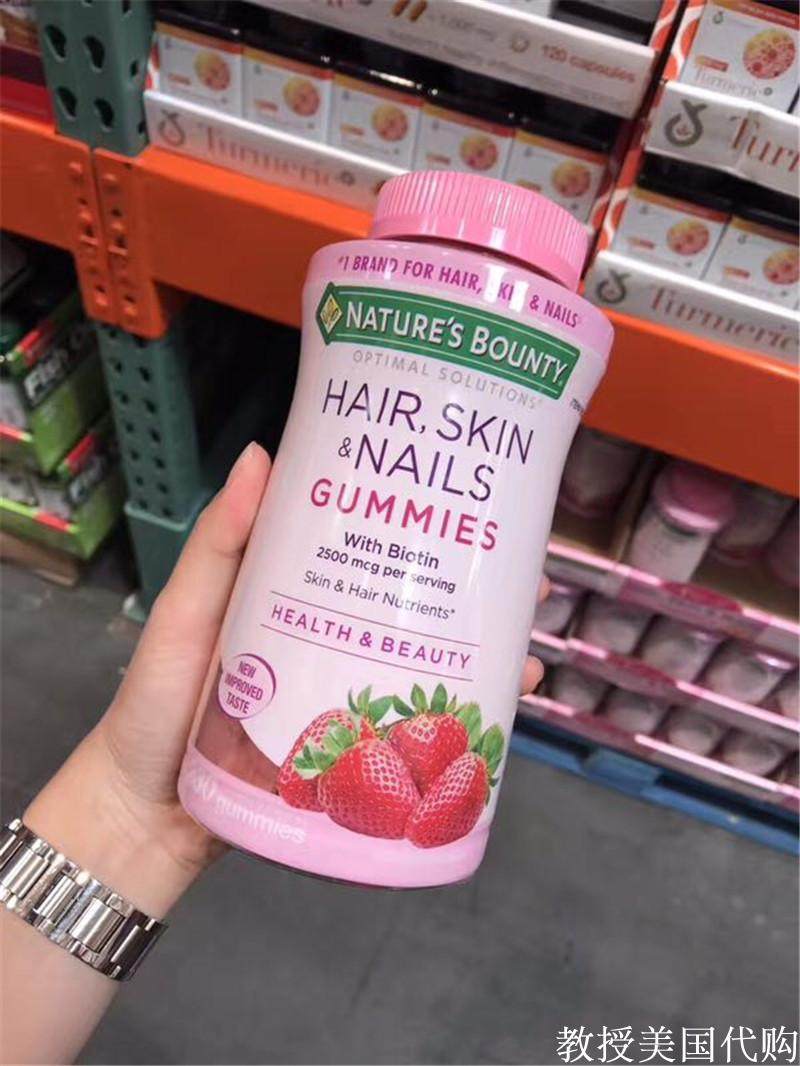 120 capsules
Turmeric
Turmeric
Turmeric
#1 BRAND FOR HAIR, SKIN & NAILS
NATURE'S BOUNTY
OPTIMAL SOLUTIONS
HAIR, SKIN
& NAILS
GUMMIES
With Biotin
2500 mcg per serving
Skin & Hair Nutrients*
HEALTH & BEAUTY
NEW
IMPROVED
TASTE
gummies
教授美国代购